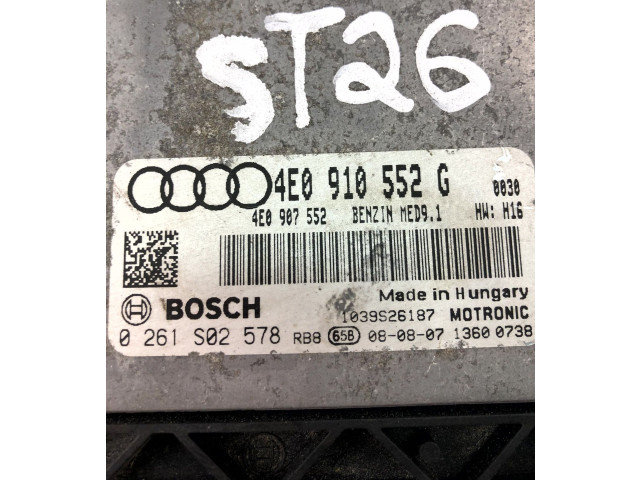 ST26
4E0 910 552 G 0030
4E0 907 552 BENZIN MED9.1 HW: H16
Made in Hungary
BOSCH 1039S26187 MOTRONIC
0 261 S02 578 RB8 65B 08-08-07 1360 0738